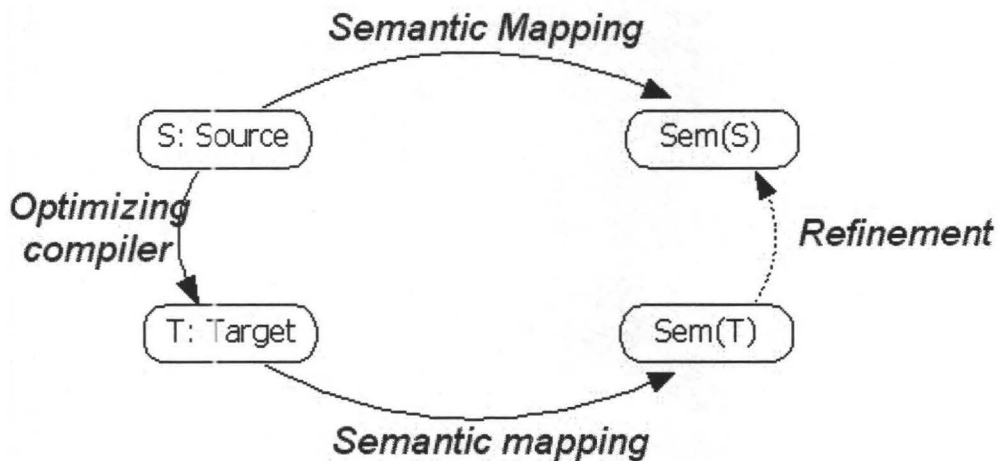 Semantic Mapping
S: Source
Sem(S)
Optimizing
compiler
Refinement
T: Target
Sem(T)
Semantic mapping